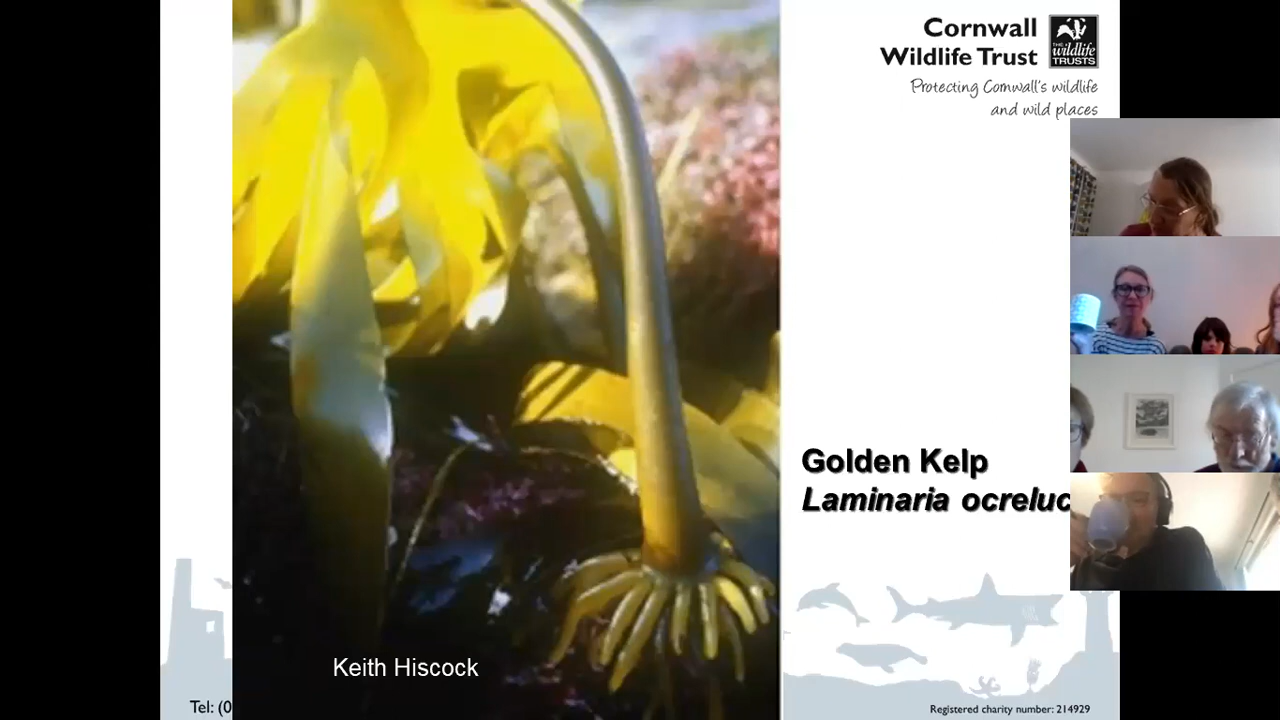 Cornwall
Wildlife Trust
THE
wildlife
TRUSTS
Protecting Cornwall's wildlife
and wild places
Golden Kelp
Laminaria ocreluc
Keith Hiscock
Tel: (0
Registered charity number: 214929